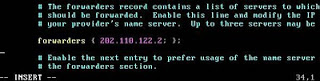 # The forwarders record contains a list of servers to which
# should be forwarded. Enable this line and modify the IP
# your provider's name server. Up to three servers may be
forwarders { 202.110.122.2; };
# Enable the next entry to prefer usage of the name server
# the forwarders section.
-- INSERT -- 34,1